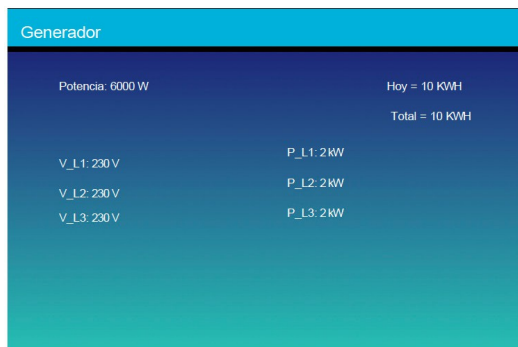 Generador
Potencia: 6000 W
Hoy = 10 KWH
Total = 10 KWH
V_L1: 230 V
P_L1: 2 kW
V_L2: 230 V
P_L2: 2 kW
V_L3: 230 V
P_L3: 2 kW